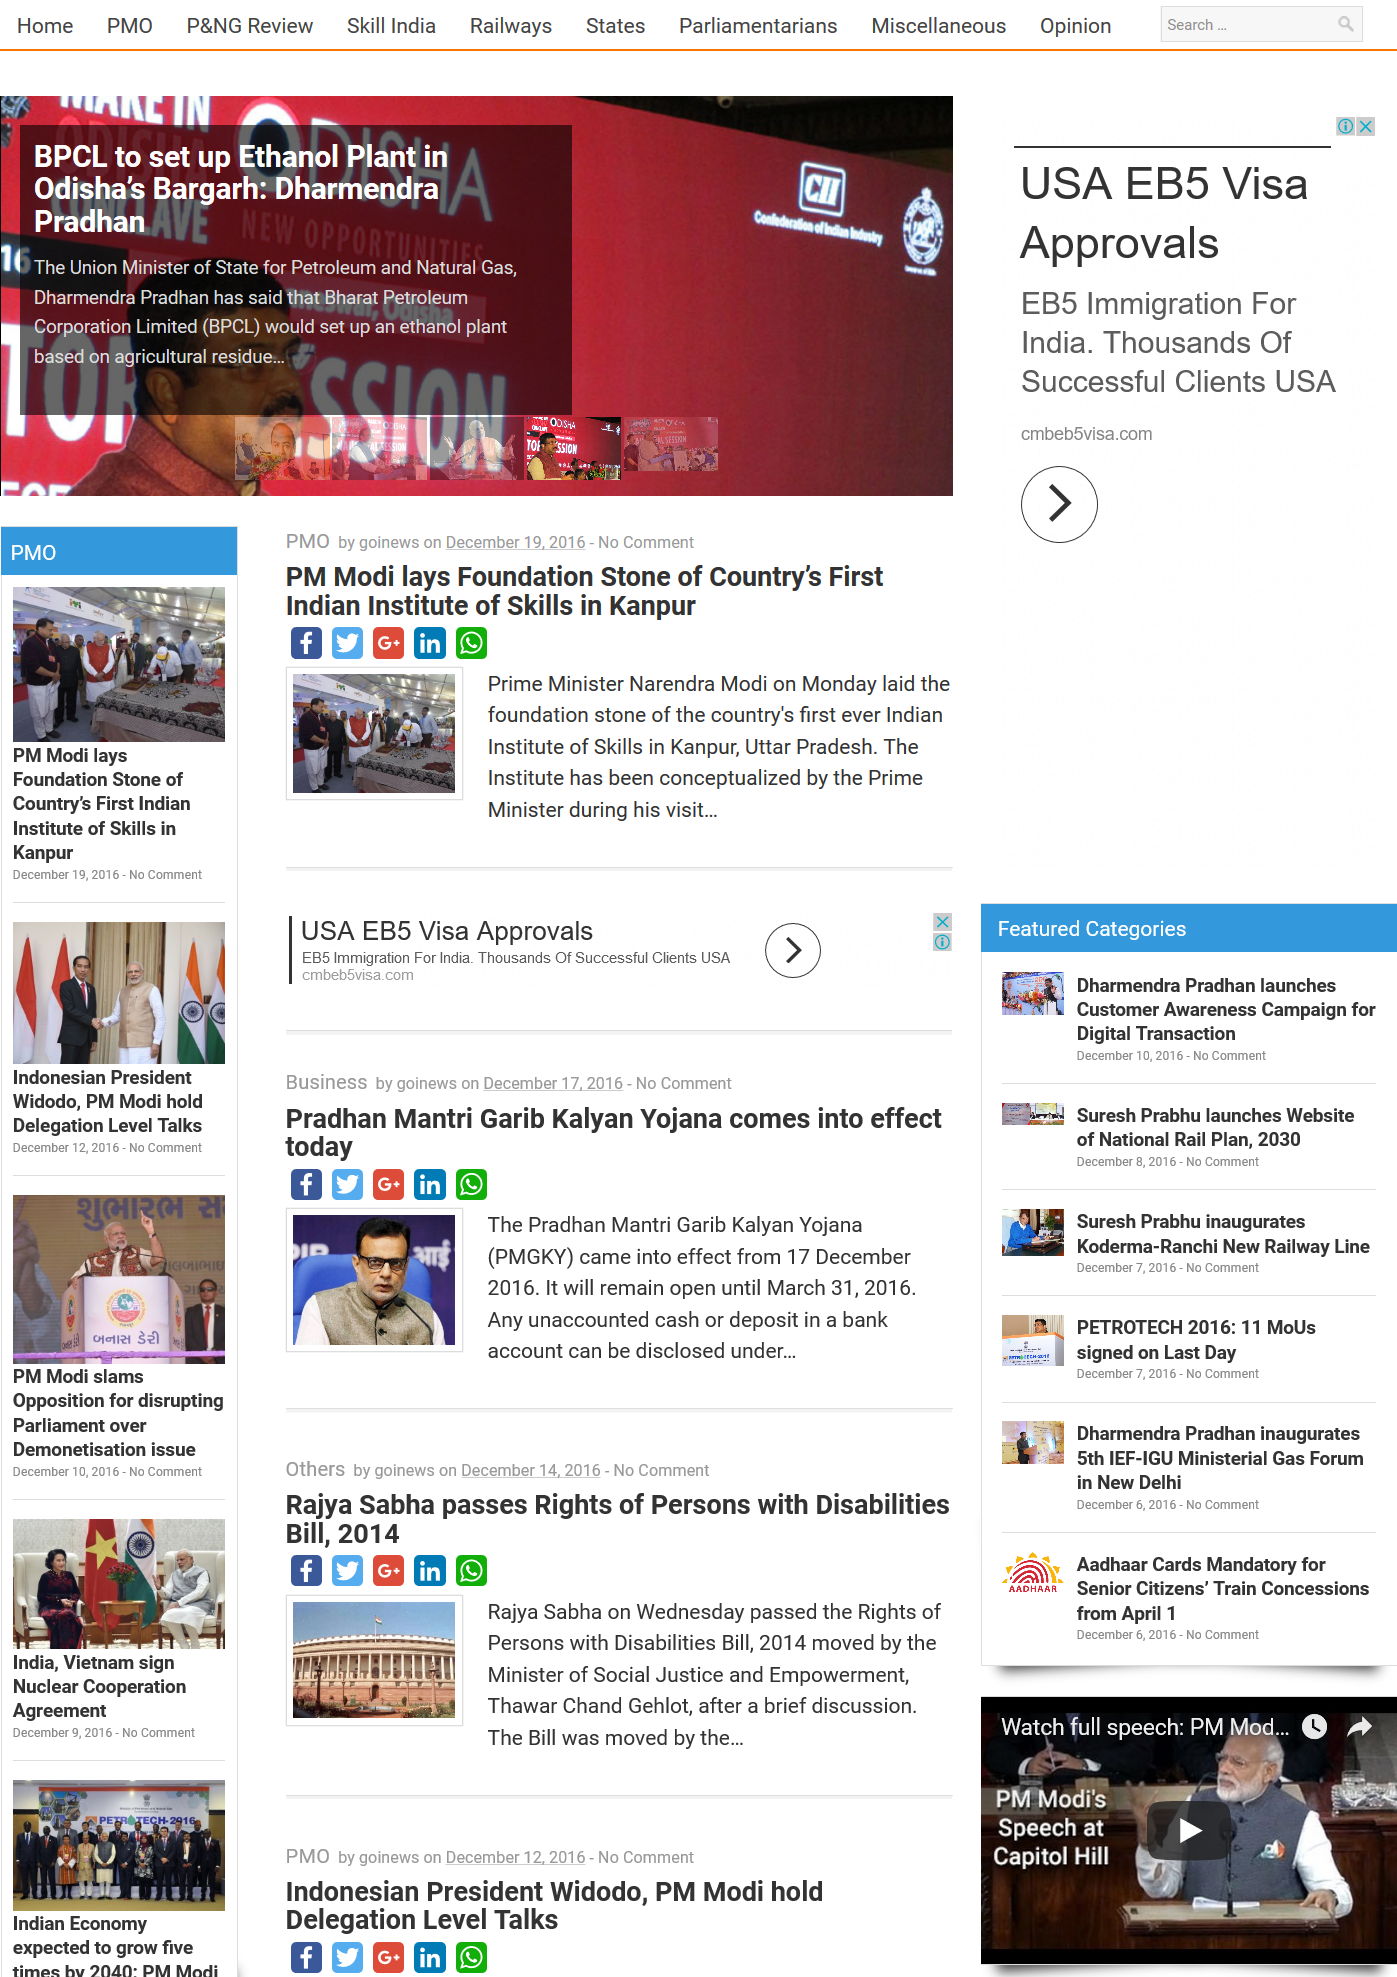 Home PMO P&NG Review Skill India Railways States Parliamentarians Miscellaneous Opinion Search ...
BPCL to set up Ethanol Plant in
Odisha's Bargarh: Dharmendra
Pradhan
The Union Minister of State for Petroleum and Natural Gas,
Dharmendra Pradhan has said that Bharat Petroleum
Corporation Limited (BPCL) would set up an ethanol plant
based on agricultural residue...
MAKE IN
ODISHA
NEW OPPORTUNITIES
CII
Confederation of Indian Industry
USA EB5 Visa
Approvals
EB5 Immigration For
India. Thousands Of
Successful Clients USA
cmbeb5visa.com
PMO
PM Modi lays
Foundation Stone of
Country's First Indian
Institute of Skills in
Kanpur
December 19, 2016 - No Comment
Indonesian President
Widodo, PM Modi hold
Delegation Level Talks
December 12, 2016 - No Comment
બનાસ ડેરી
PM Modi slams
Opposition for disrupting
Parliament over
Demonetisation issue
December 10, 2016 - No Comment
India, Vietnam sign
Nuclear Cooperation
Agreement
December 9, 2016 - No Comment
PETROTECH-2016
Indian Economy
expected to grow five
times by 2040: PM Modi
PMO by goinews on December 19, 2016 - No Comment
PM Modi lays Foundation Stone of Country's First
Indian Institute of Skills in Kanpur
Prime Minister Narendra Modi on Monday laid the
foundation stone of the country's first ever Indian
Institute of Skills in Kanpur, Uttar Pradesh. The
Institute has been conceptualized by the Prime
Minister during his visit...
USA EB5 Visa Approvals
EB5 Immigration For India. Thousands Of Successful Clients USA
cmbeb5visa.com
Business by goinews on December 17, 2016 - No Comment
Pradhan Mantri Garib Kalyan Yojana comes into effect
today
The Pradhan Mantri Garib Kalyan Yojana
(PMGKY) came into effect from 17 December
2016. It will remain open until March 31, 2016.
Any unaccounted cash or deposit in a bank
account can be disclosed under...
Others by goinews on December 14, 2016 - No Comment
Rajya Sabha passes Rights of Persons with Disabilities
Bill, 2014
Rajya Sabha on Wednesday passed the Rights of
Persons with Disabilities Bill, 2014 moved by the
Minister of Social Justice and Empowerment,
Thawar Chand Gehlot, after a brief discussion.
The Bill was moved by the...
PMO by goinews on December 12, 2016 - No Comment
Indonesian President Widodo, PM Modi hold
Delegation Level Talks
Featured Categories
Dharmendra Pradhan launches
Customer Awareness Campaign for
Digital Transaction
December 10, 2016 - No Comment
Suresh Prabhu launches Website
of National Rail Plan, 2030
December 8, 2016 - No Comment
Suresh Prabhu inaugurates
Koderma-Ranchi New Railway Line
December 7, 2016 - No Comment
PETROTECH 2016: 11 MoUs
signed on Last Day
December 7, 2016 - No Comment
Dharmendra Pradhan inaugurates
5th IEF-IGU Ministerial Gas Forum
in New Delhi
December 6, 2016 - No Comment
AADHAAR
Aadhaar Cards Mandatory for
Senior Citizens' Train Concessions
from April 1
December 6, 2016 - No Comment
Watch full speech: PM Mod...
PM Modi's
Speech at
Capitol Hill